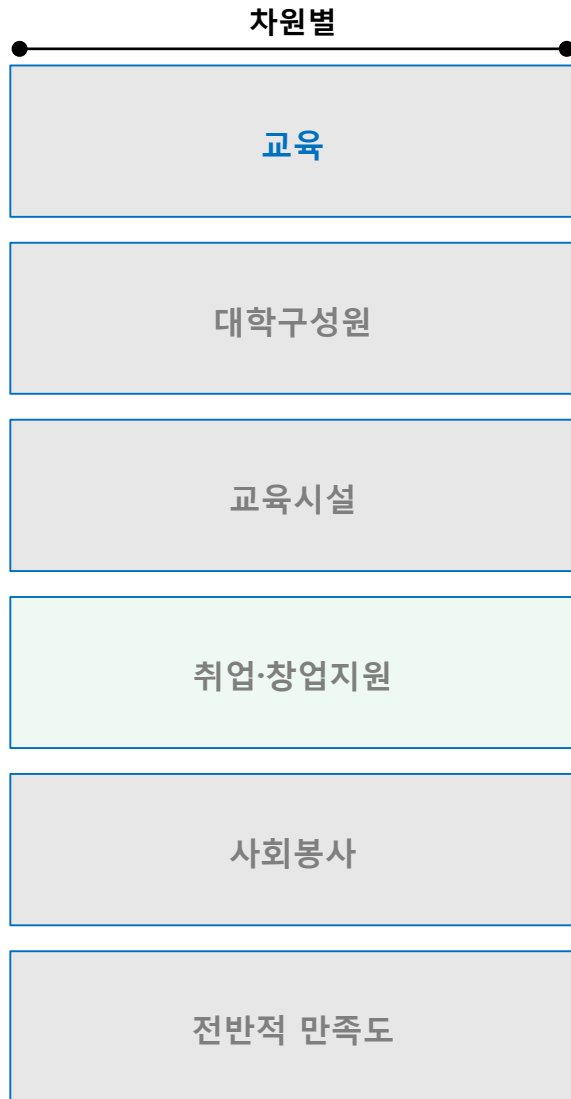 차원별
교육
대학구성원
교육시설
취업·창업지원
사회봉사
전반적 만족도